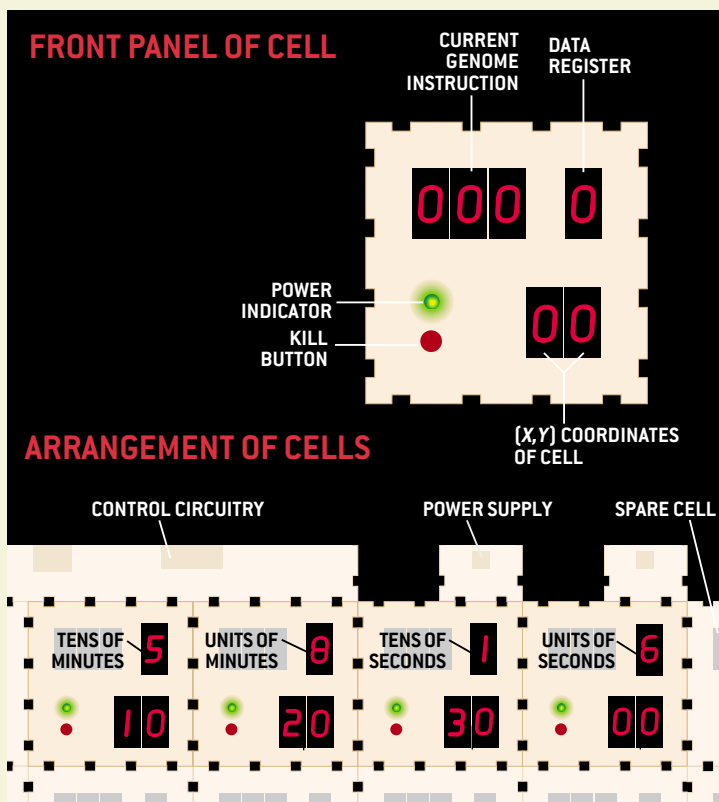 FRONT PANEL OF CELL
CURRENT
GENOME
INSTRUCTION
DATA
REGISTER
000 0
POWER
INDICATOR
KILL
BUTTON
00
(X,Y) COORDINATES
OF CELL
ARRANGEMENT OF CELLS
CONTROL CIRCUITRY
POWER SUPPLY
SPARE CELL
TENS OF
MINUTES
5
UNITS OF
MINUTES
8
TENS OF
SECONDS
1
UNITS OF
SECONDS
6
10
20
30
00